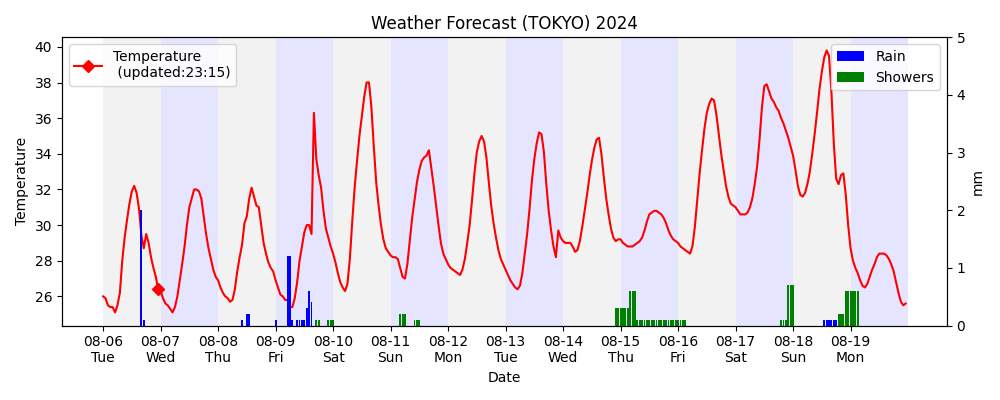 Weather Forecast (TOKYO) 2024
Temperature
(updated:23:15)
Rain
Showers
40
38
36
34
32
30
28
26
Temperature
5
4
3
2
1
0
mm
08-06 08-07 08-08 08-09 08-10 08-11 08-12 08-13 08-14 08-15 08-16 08-17 08-18 08-19
Tue Wed Thu Fri Sat Sun Mon Tue Wed Thu Fri Sat Sun Mon
Date